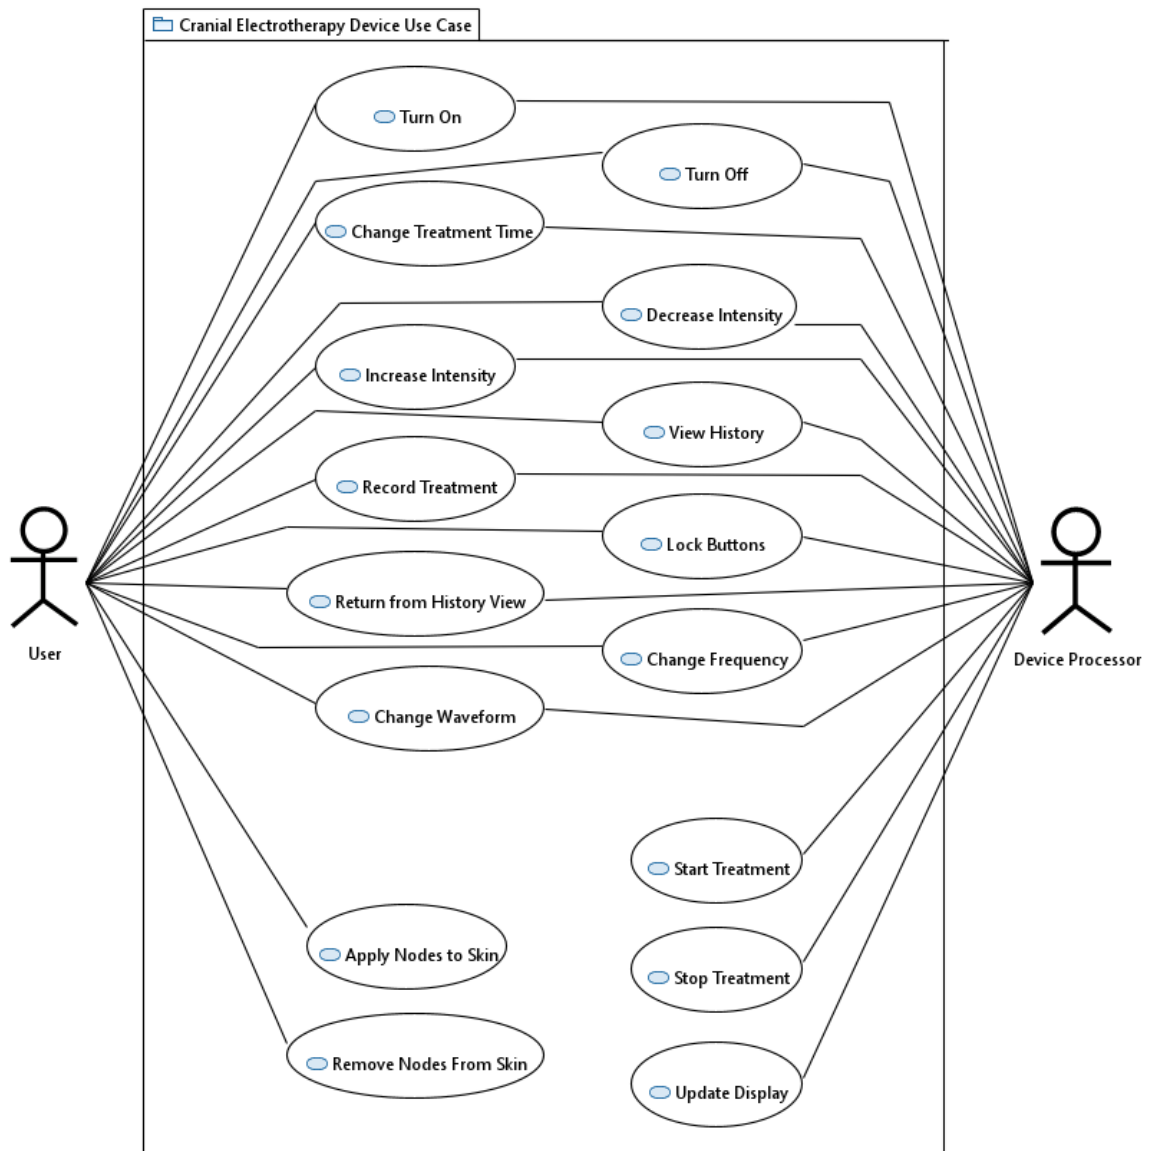 Cranial Electrotherapy Device Use Case
Turn On
Turn Off
Change Treatment Time
Decrease Intensity
Increase Intensity
View History
Record Treatment
Lock Buttons
Return from History View
User
Change Frequency
Device Processor
Change Waveform
Start Treatment
Apply Nodes to Skin
Stop Treatment
Remove Nodes From Skin
Update Display